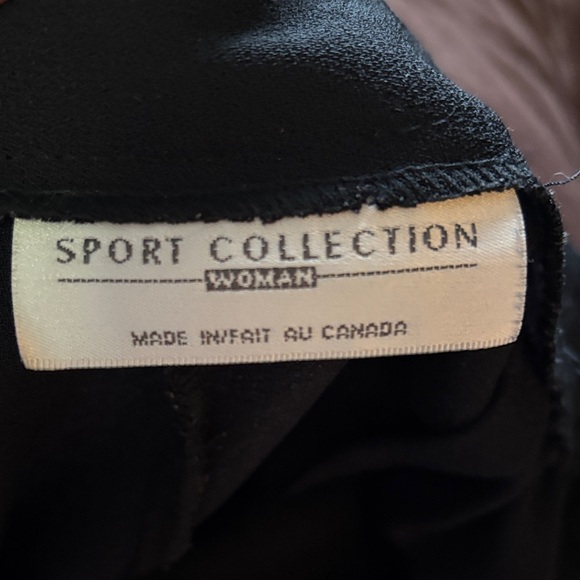 SPORT COLLECTION
WOMAN
MADE IN/FAIT AU CANADA